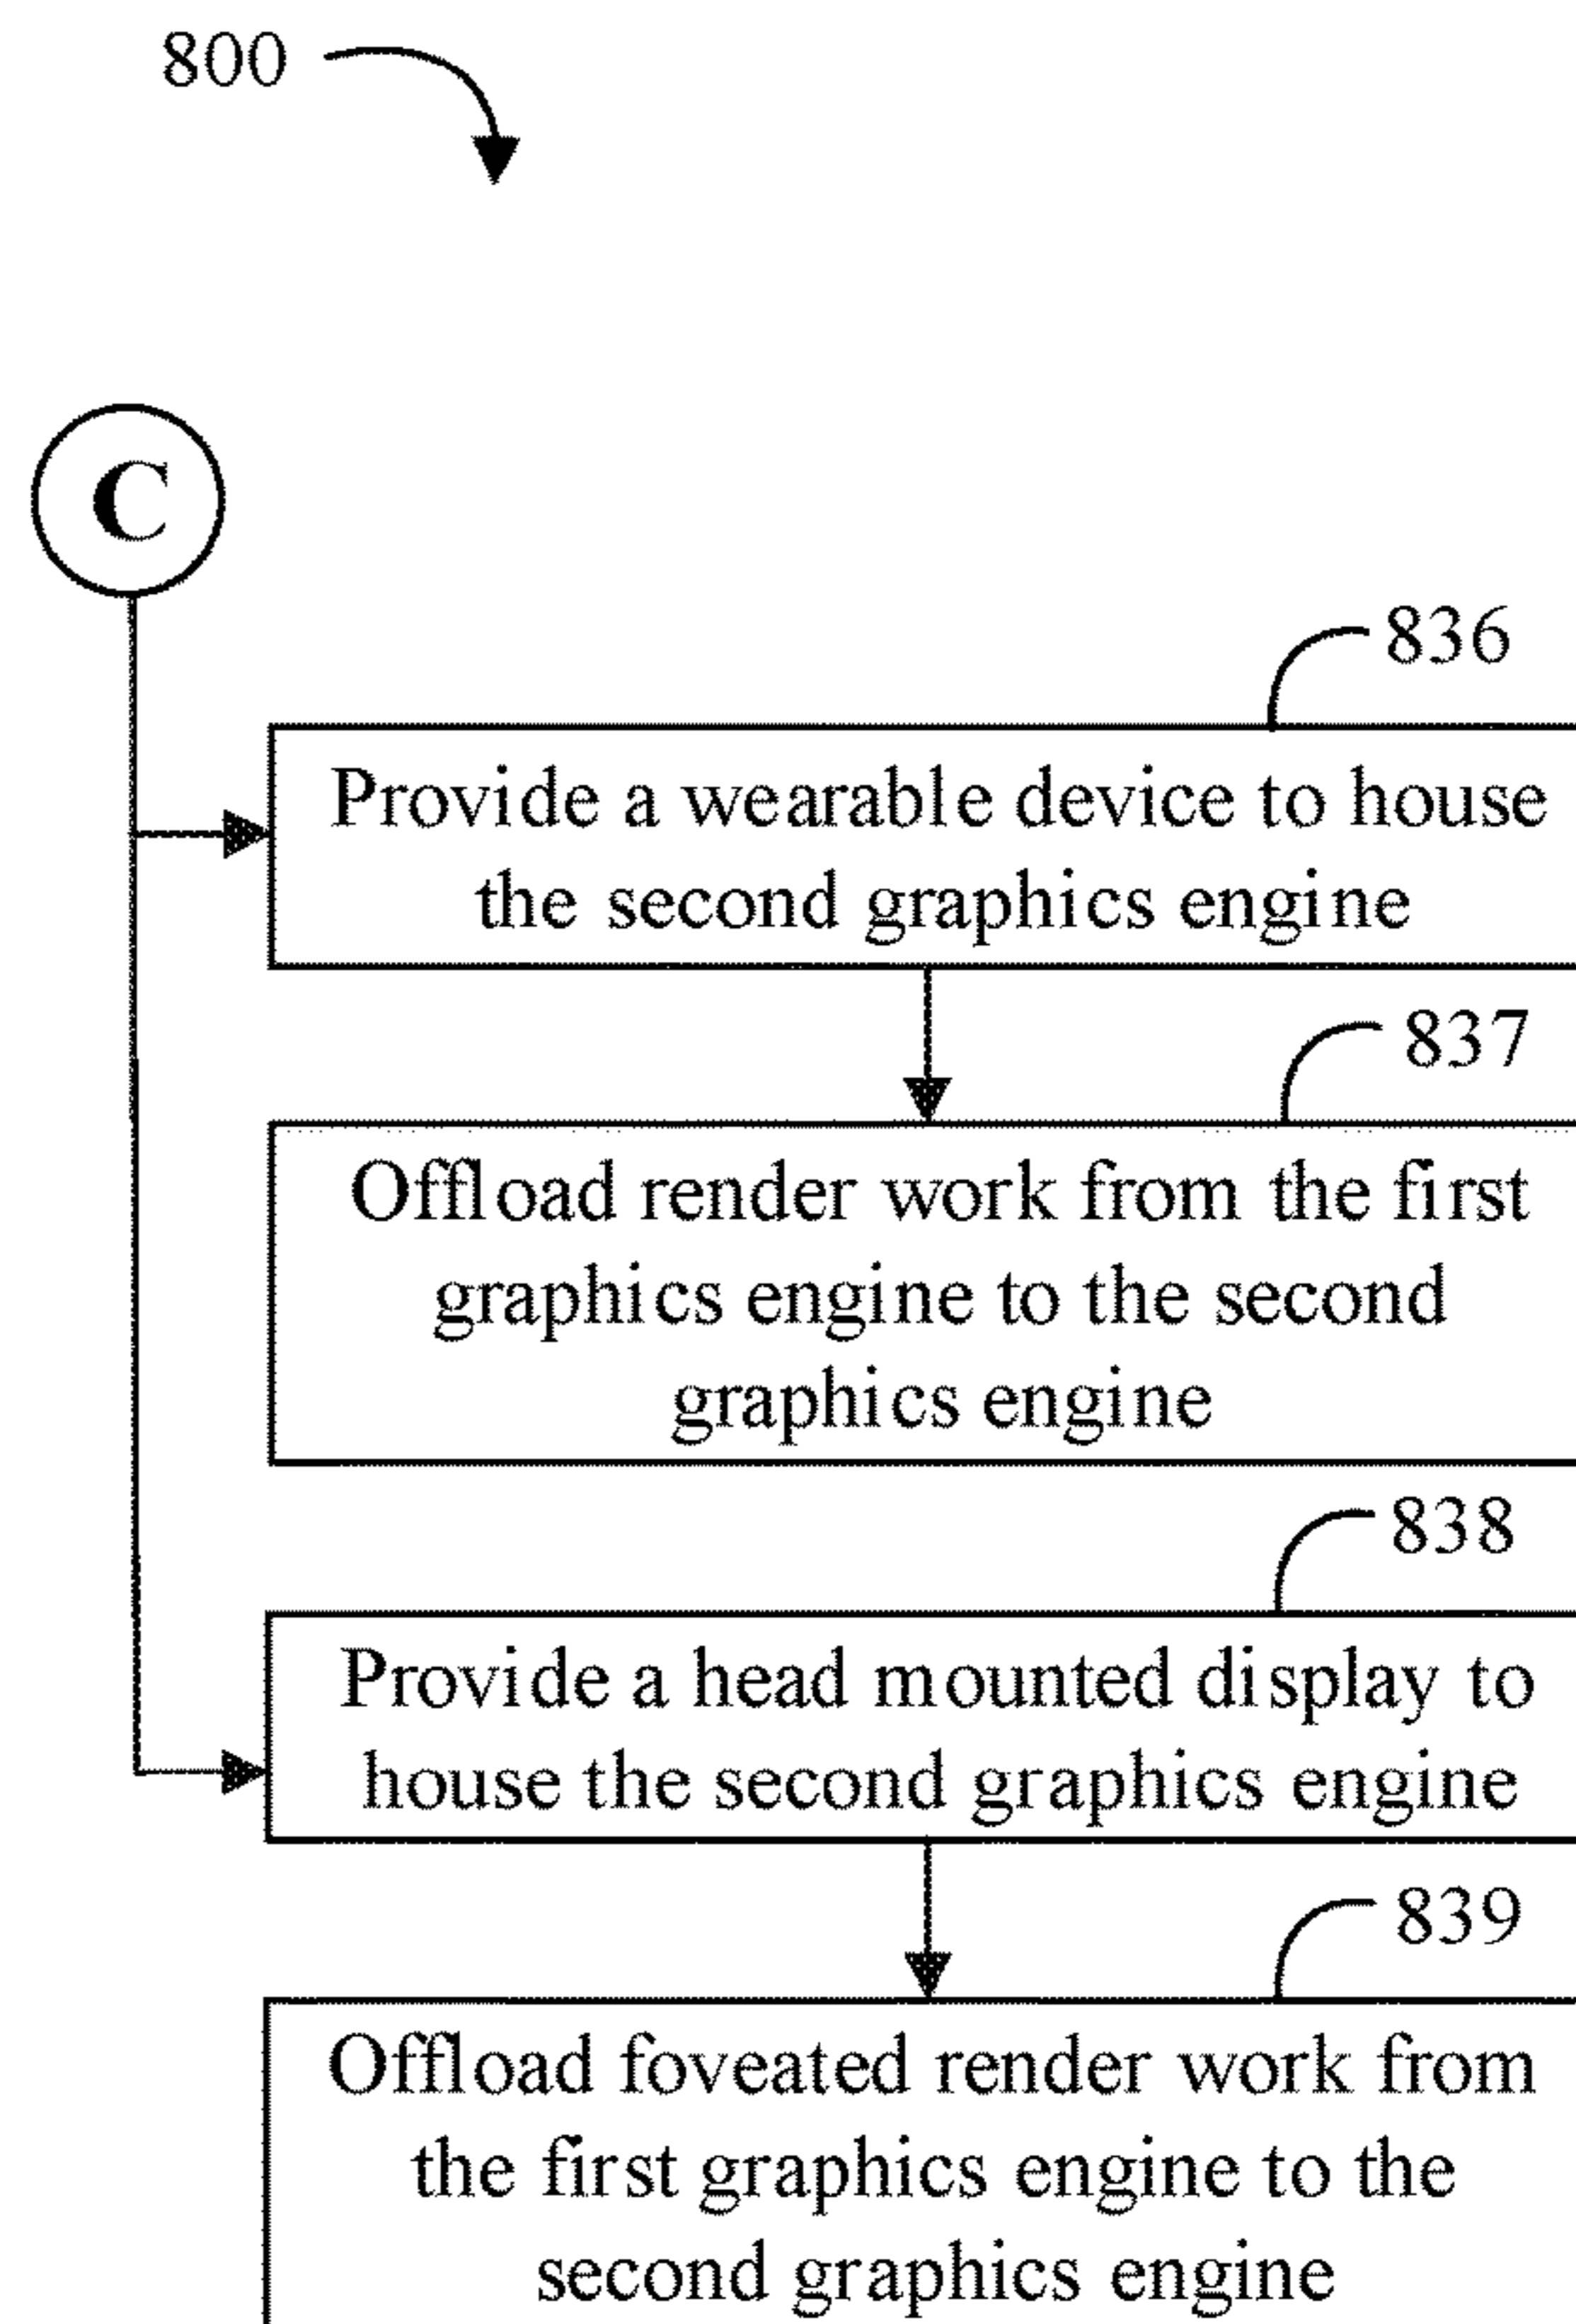 800
C
836
Provide a wearable device to house
the second graphics engine
837
Offload render work from the first
graphics engine to the second
graphics engine
838
Provide a head mounted display to
house the second graphics engine
839
Offload foveated render work from
the first graphics engine to the
second graphics engine